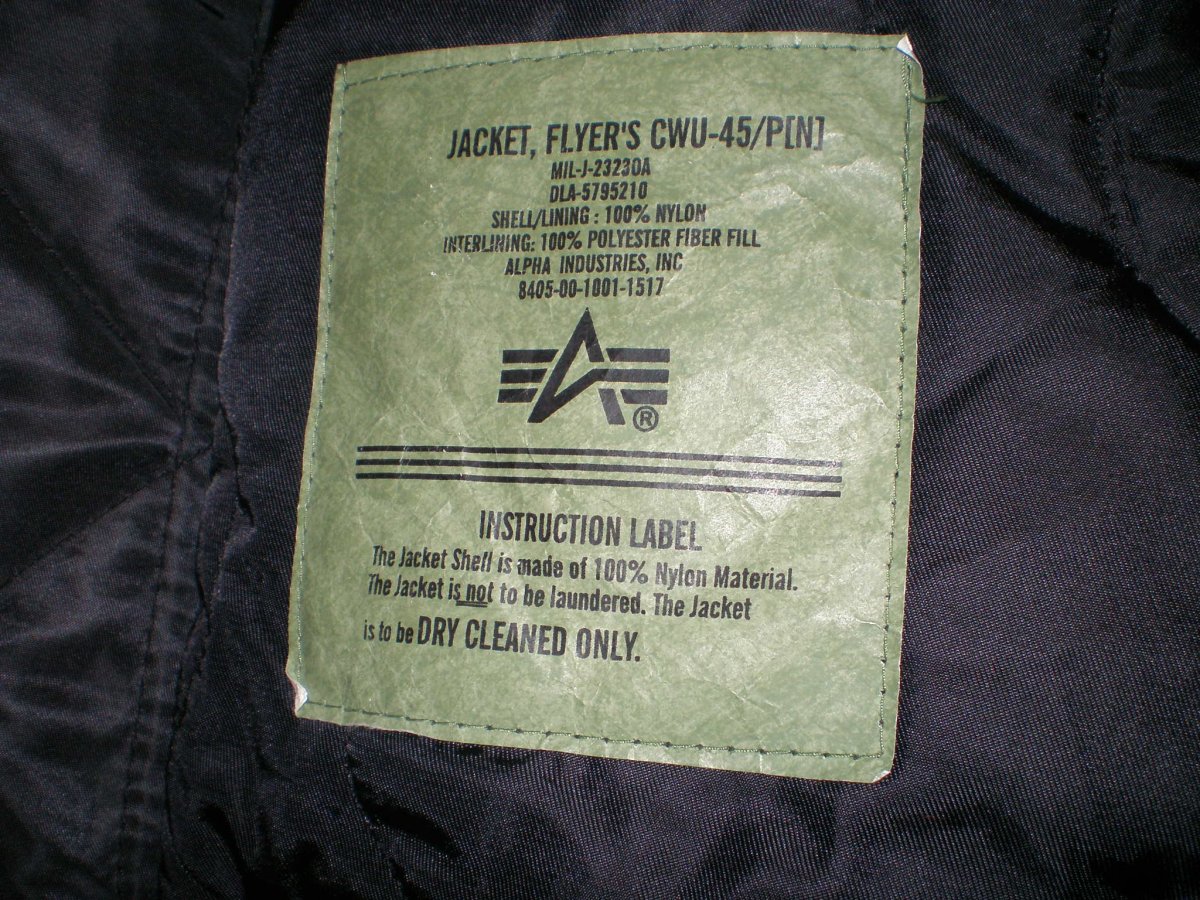 JACKET, FLYER'S CWU-45/P[N]
MIL-J-23230A
DLA-5795210
SHELL/LINING : 100% NYLON
INTERLINING: 100% POLYESTER FIBER FILL
ALPHA INDUSTRIES, INC
8405-00-1001-1517
®
INSTRUCTION LABEL
The Jacket Shell is made of 100% Nylon Material.
The Jacket is not to be laundered. The Jacket
is to be DRY CLEANED ONLY.